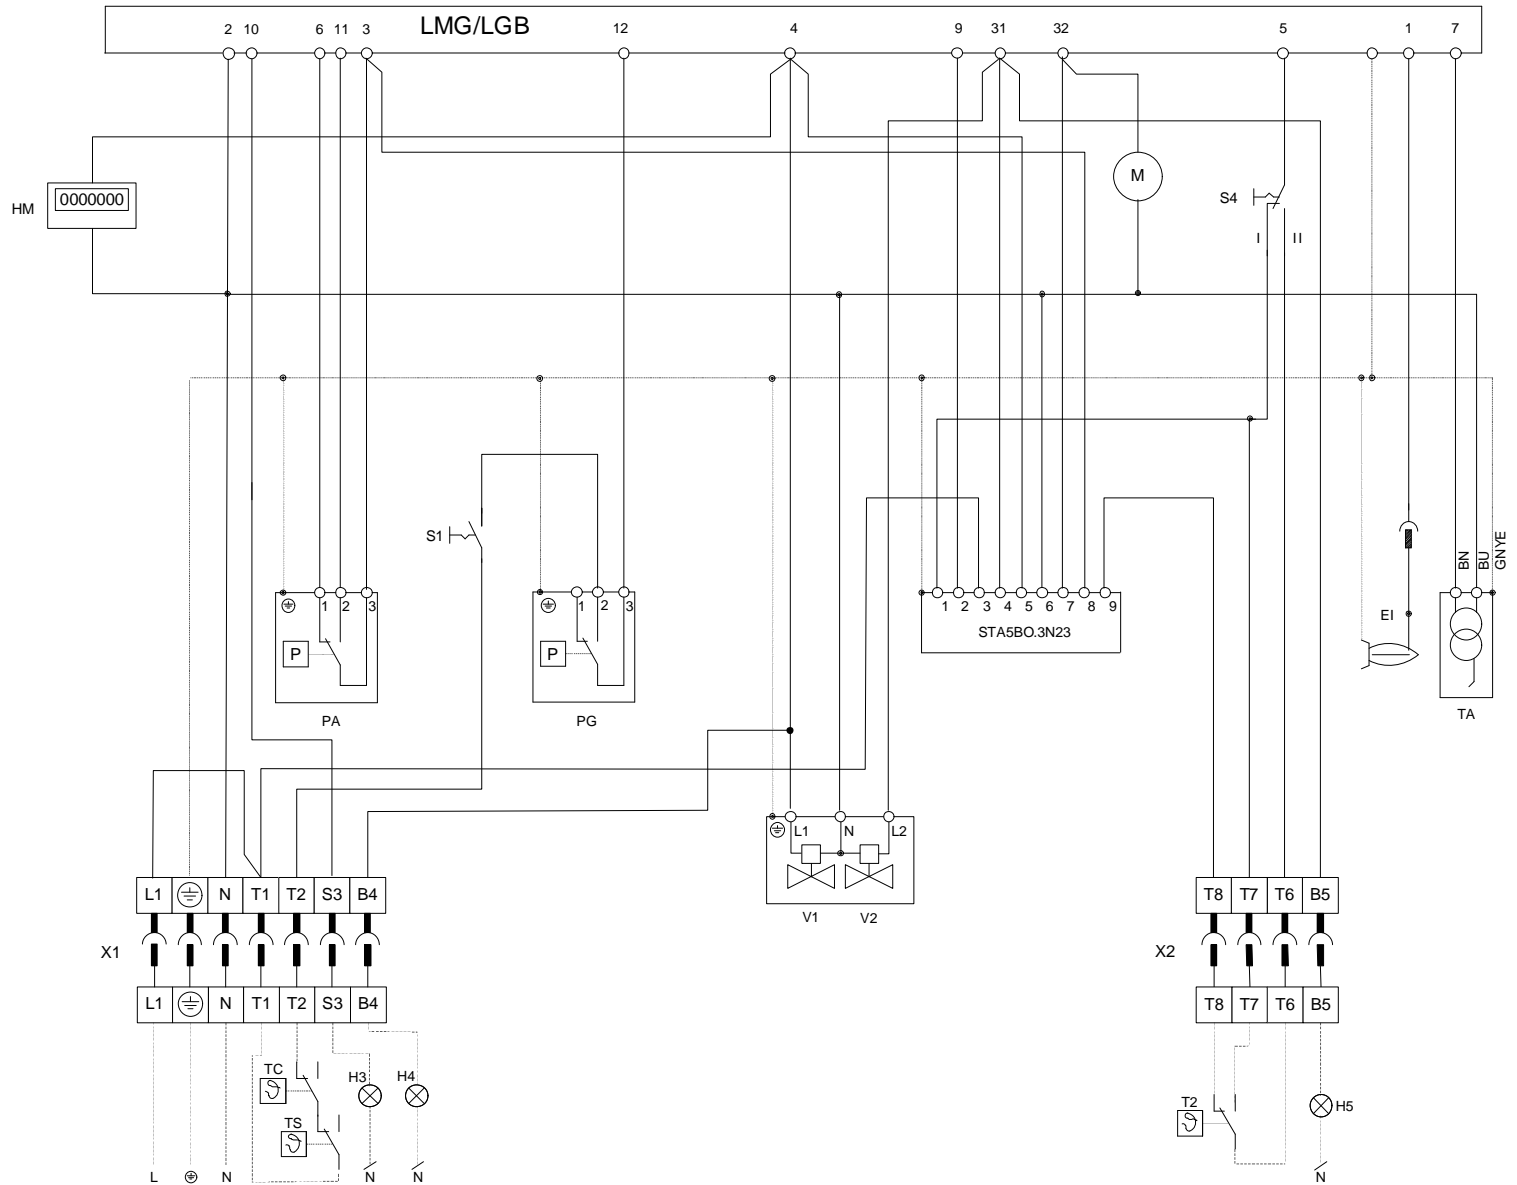 LMG/LGB
2 10 6 11 3 12 4 9 31 32 5 1 7
HM 0000000
M
S4
I II
S1
BN BU GNYE
1 2 3
P
PA
1 2 3
P
PG
1 2 3 4 5 6 7 8 9
STA5BO.3N23
EI
TA
L1 N L2
V1 V2
L1 N T1 T2 S3 B4
X1
L1 N T1 T2 S3 B4
T8 T7 T6 B5
X2
T8 T7 T6 B5
TC
ϑ
TS
ϑ
H3 H4
L N N N
T2
ϑ
H5
N